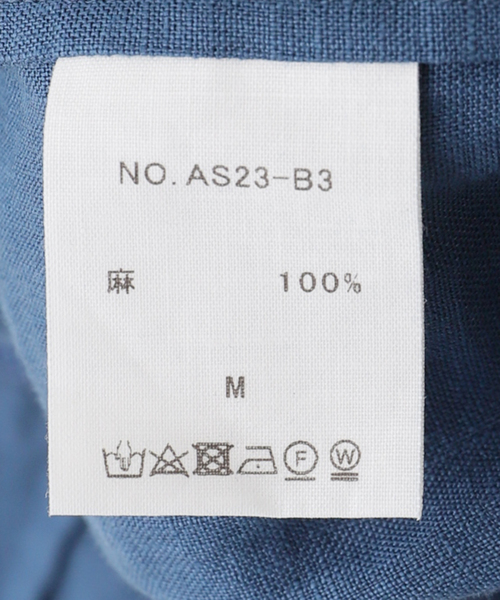 NO. AS23-B3
麻 100%
M
F W